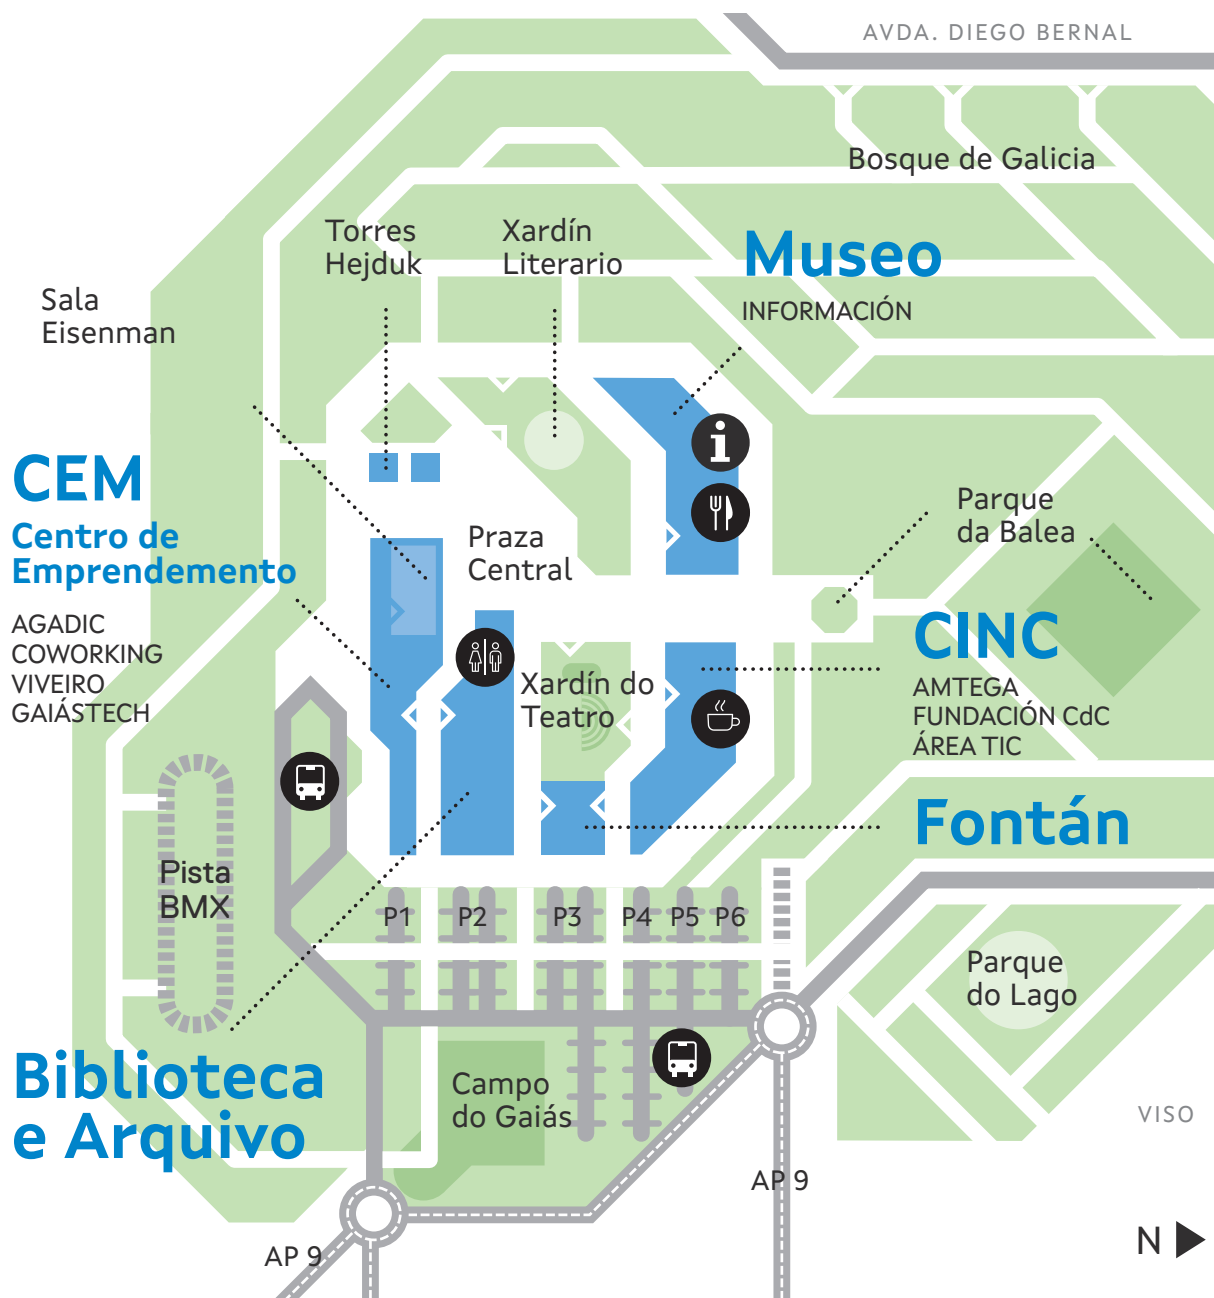 AVDA. DIEGO BERNAL
Bosque de Galicia
Torres
Hejduk
Xardín
Literario
Museo
INFORMACIÓN
Sala
Eisenman
CEM
Centro de
Emprendemento
AGADIC
COWORKING
VIVEIRO
GAIÁSTECH
Praza
Central
Parque
da Balea
CINC
AMTEGA
FUNDACIÓN CdC
ÁREA TIC
Xardín do
Teatro
Fontán
Pista
BMX
P1
P2
P3
P4
P5
P6
Parque
do Lago
Biblioteca
e Arquivo
Campo
do Gaiás
VISO
AP 9
AP 9
N